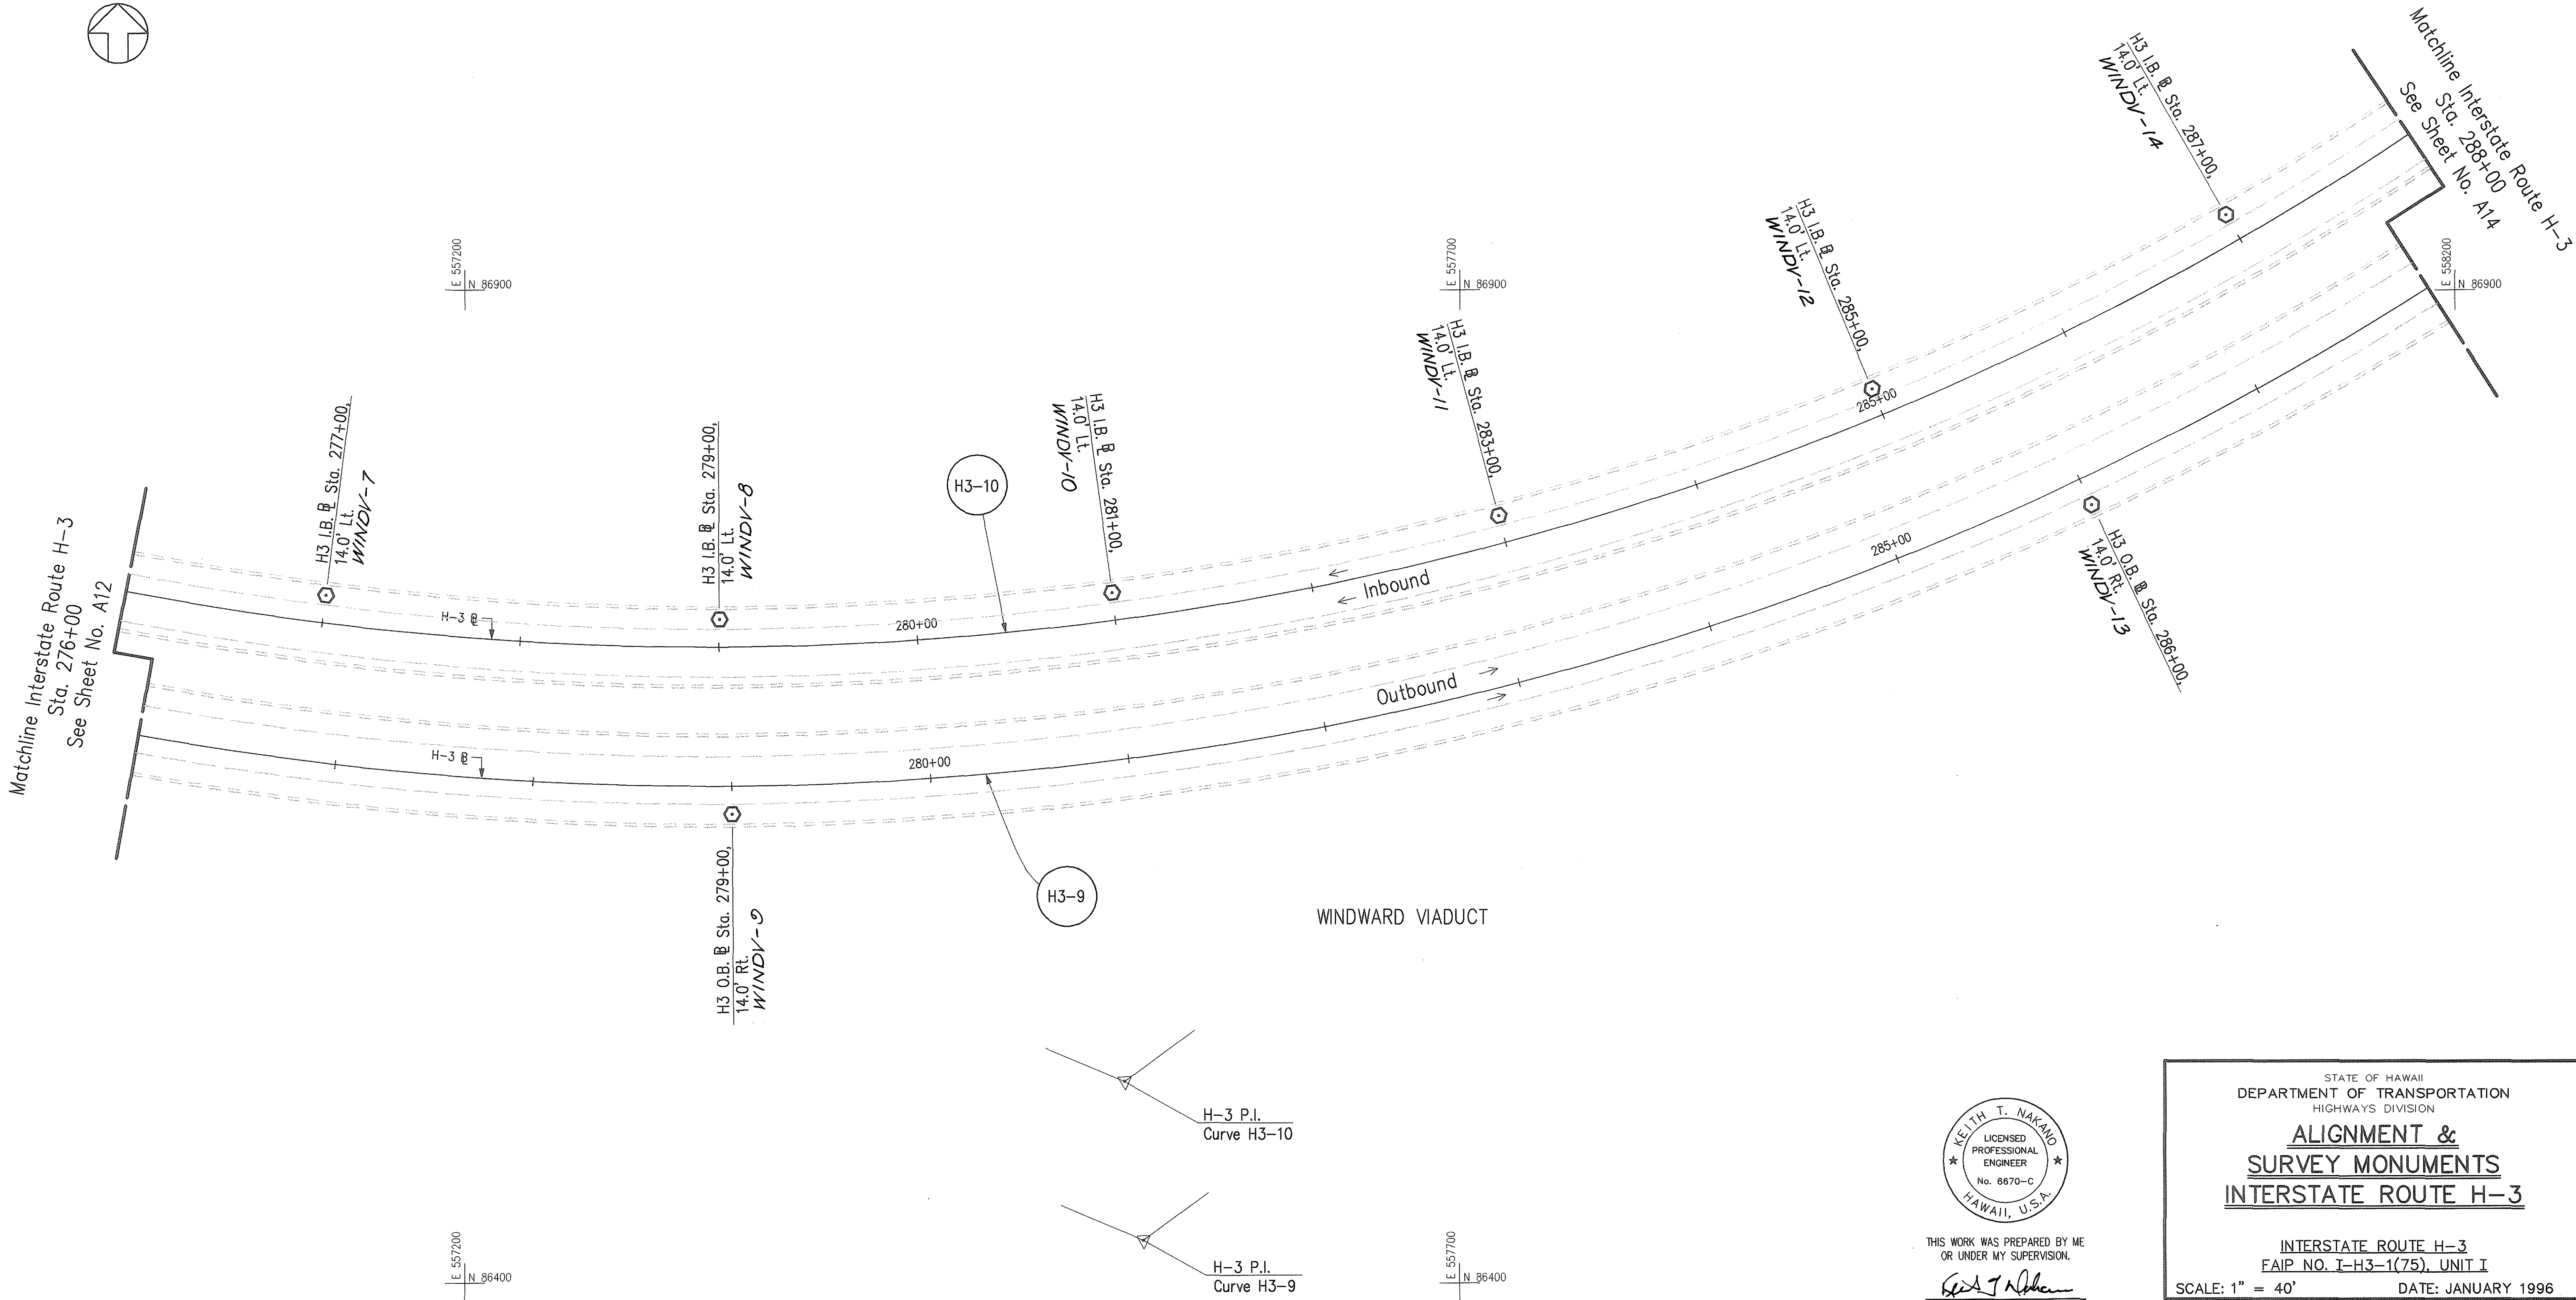 H3 I.B. ℄ Sta. 287+00,
14.0' Lt.
WINDV-14
Matchline Interstate Route H-3
Sta. 288+00
See Sheet No. A14
H3 I.B. ℄ Sta. 285+00,
14.0' Lt.
WINDV-12
E 557200
N 86900
E 557700
N 86900
E 558200
N 86900
H3 I.B. ℄ Sta. 283+00,
14.0' Lt.
WINDV-11
H3 I.B. ℄ Sta. 277+00,
14.0' Lt.
WINDV-7
H3 I.B. ℄ Sta. 279+00,
14.0' Lt.
WINDV-8
H3 I.B. ℄ Sta. 281+00,
14.0' Lt.
WINDV-10
H3-10
285+00
Matchline Interstate Route H-3
Sta. 276+00
See Sheet No. A12
H-3 ℄
280+00
Inbound
285+00
H3 O.B. ℄ Sta. 286+00,
14.0' Rt.
WINDV-13
Outbound
H-3 ℄
280+00
H3 O.B. ℄ Sta. 279+00,
14.0' Rt.
WINDV-9
H3-9
WINDWARD VIADUCT
H-3 P.I.
Curve H3-10
H-3 P.I.
Curve H3-9
E 557200
N 86400
E 557700
N 86400
KEITH T. NAKANO
LICENSED
PROFESSIONAL
ENGINEER
No. 6670-C
HAWAII, U.S.A.
THIS WORK WAS PREPARED BY ME
OR UNDER MY SUPERVISION.
STATE OF HAWAII
DEPARTMENT OF TRANSPORTATION
HIGHWAYS DIVISION
ALIGNMENT &
SURVEY MONUMENTS
INTERSTATE ROUTE H-3
INTERSTATE ROUTE H-3
FAIP NO. I-H3-1(75), UNIT I
SCALE: 1" = 40'
DATE: JANUARY 1996